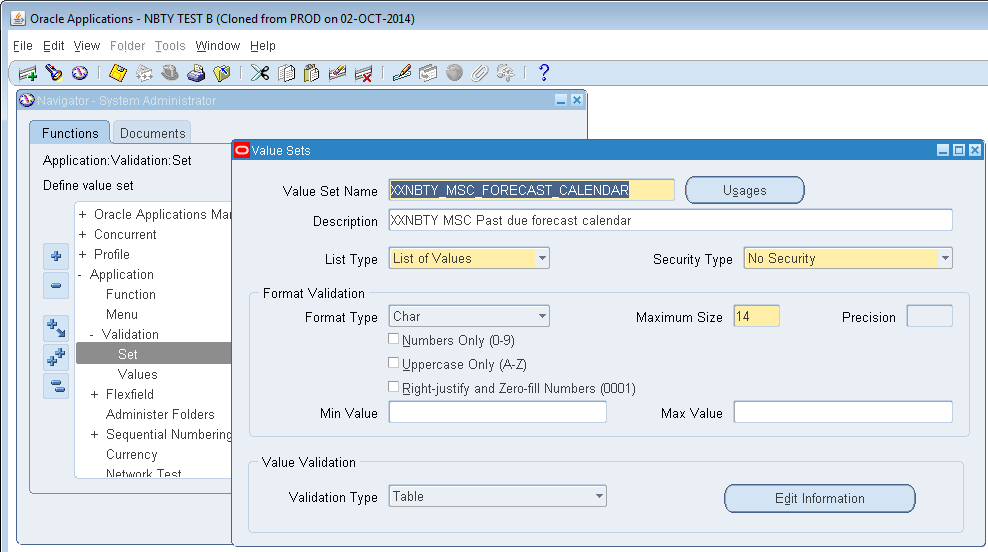 Oracle Applications - NBTY TEST B (Cloned from PROD on 02-OCT-2014)
File Edit View Folder Tools Window Help
Navigator - System Administrator
Functions Documents
Application:Validation:Set
Define value set
+ Oracle Applications Mar
+ Concurrent
+ Profile
- Application
Function
Menu
- Validation
Set
Values
+ Flexfield
Administer Folders
+ Sequential Numbering
Currency
Network Test
Value Sets
Value Set Name XXNBTY_MSC_FORECAST_CALENDAR Usages
Description XXNBTY MSC Past due forecast calendar
List Type List of Values Security Type No Security
Format Validation
Format Type Char Maximum Size 14 Precision
Numbers Only (0-9)
Uppercase Only (A-Z)
Right-justify and Zero-fill Numbers (0001)
Min Value Max Value
Value Validation
Validation Type Table Edit Information